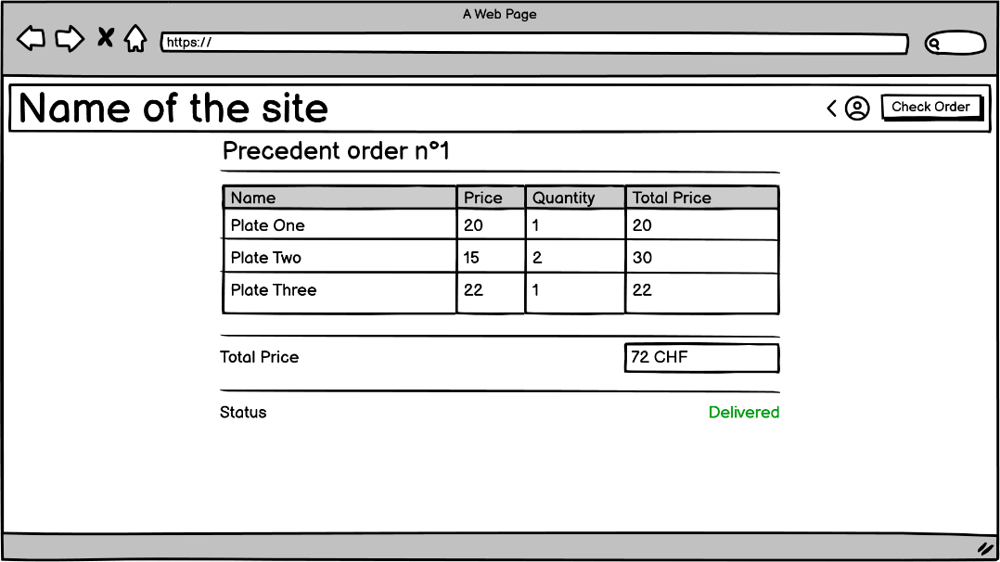 A Web Page
https://
Name of the site
Check Order
Precedent order n°1
Name Price Quantity Total Price
Plate One 20 1 20
Plate Two 15 2 30
Plate Three 22 1 22
Total Price 72 CHF
Status Delivered